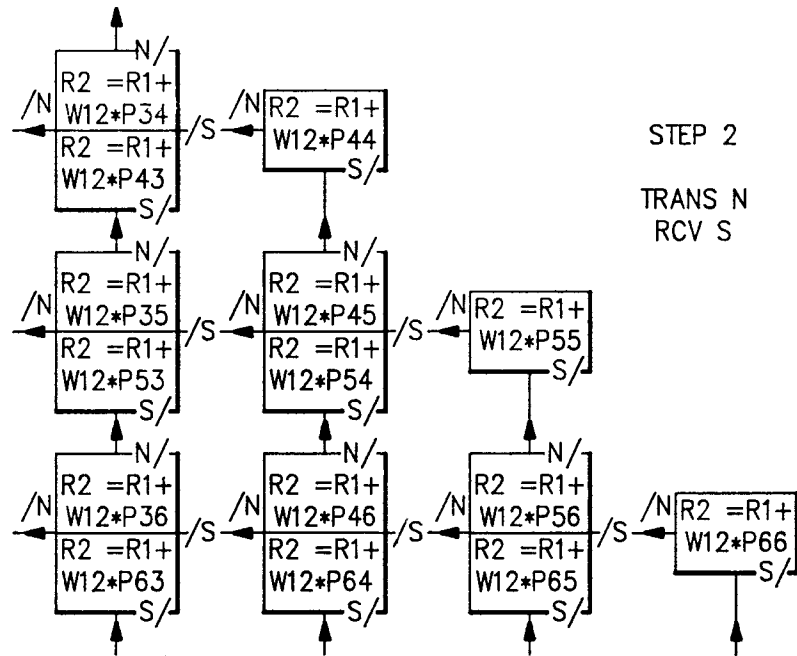 N/
R2 =R1+
W12*P34
/N
/S
R2 =R1+
W12*P43
S/
/N
R2 =R1+
W12*P44
S/
STEP 2
TRANS N
RCV S
N/
R2 =R1+
W12*P35
/N
/S
R2 =R1+
W12*P53
S/
N/
/N
R2 =R1+
W12*P45
/S
R2 =R1+
W12*P54
S/
/N
R2 =R1+
W12*P55
S/
N/
R2 =R1+
W12*P36
/N
/S
R2 =R1+
W12*P63
S/
N/
/N
R2 =R1+
W12*P46
/S
R2 =R1+
W12*P64
S/
N/
/N
R2 =R1+
W12*P56
/S
R2 =R1+
W12*P65
S/
/N
R2 =R1+
W12*P66
S/